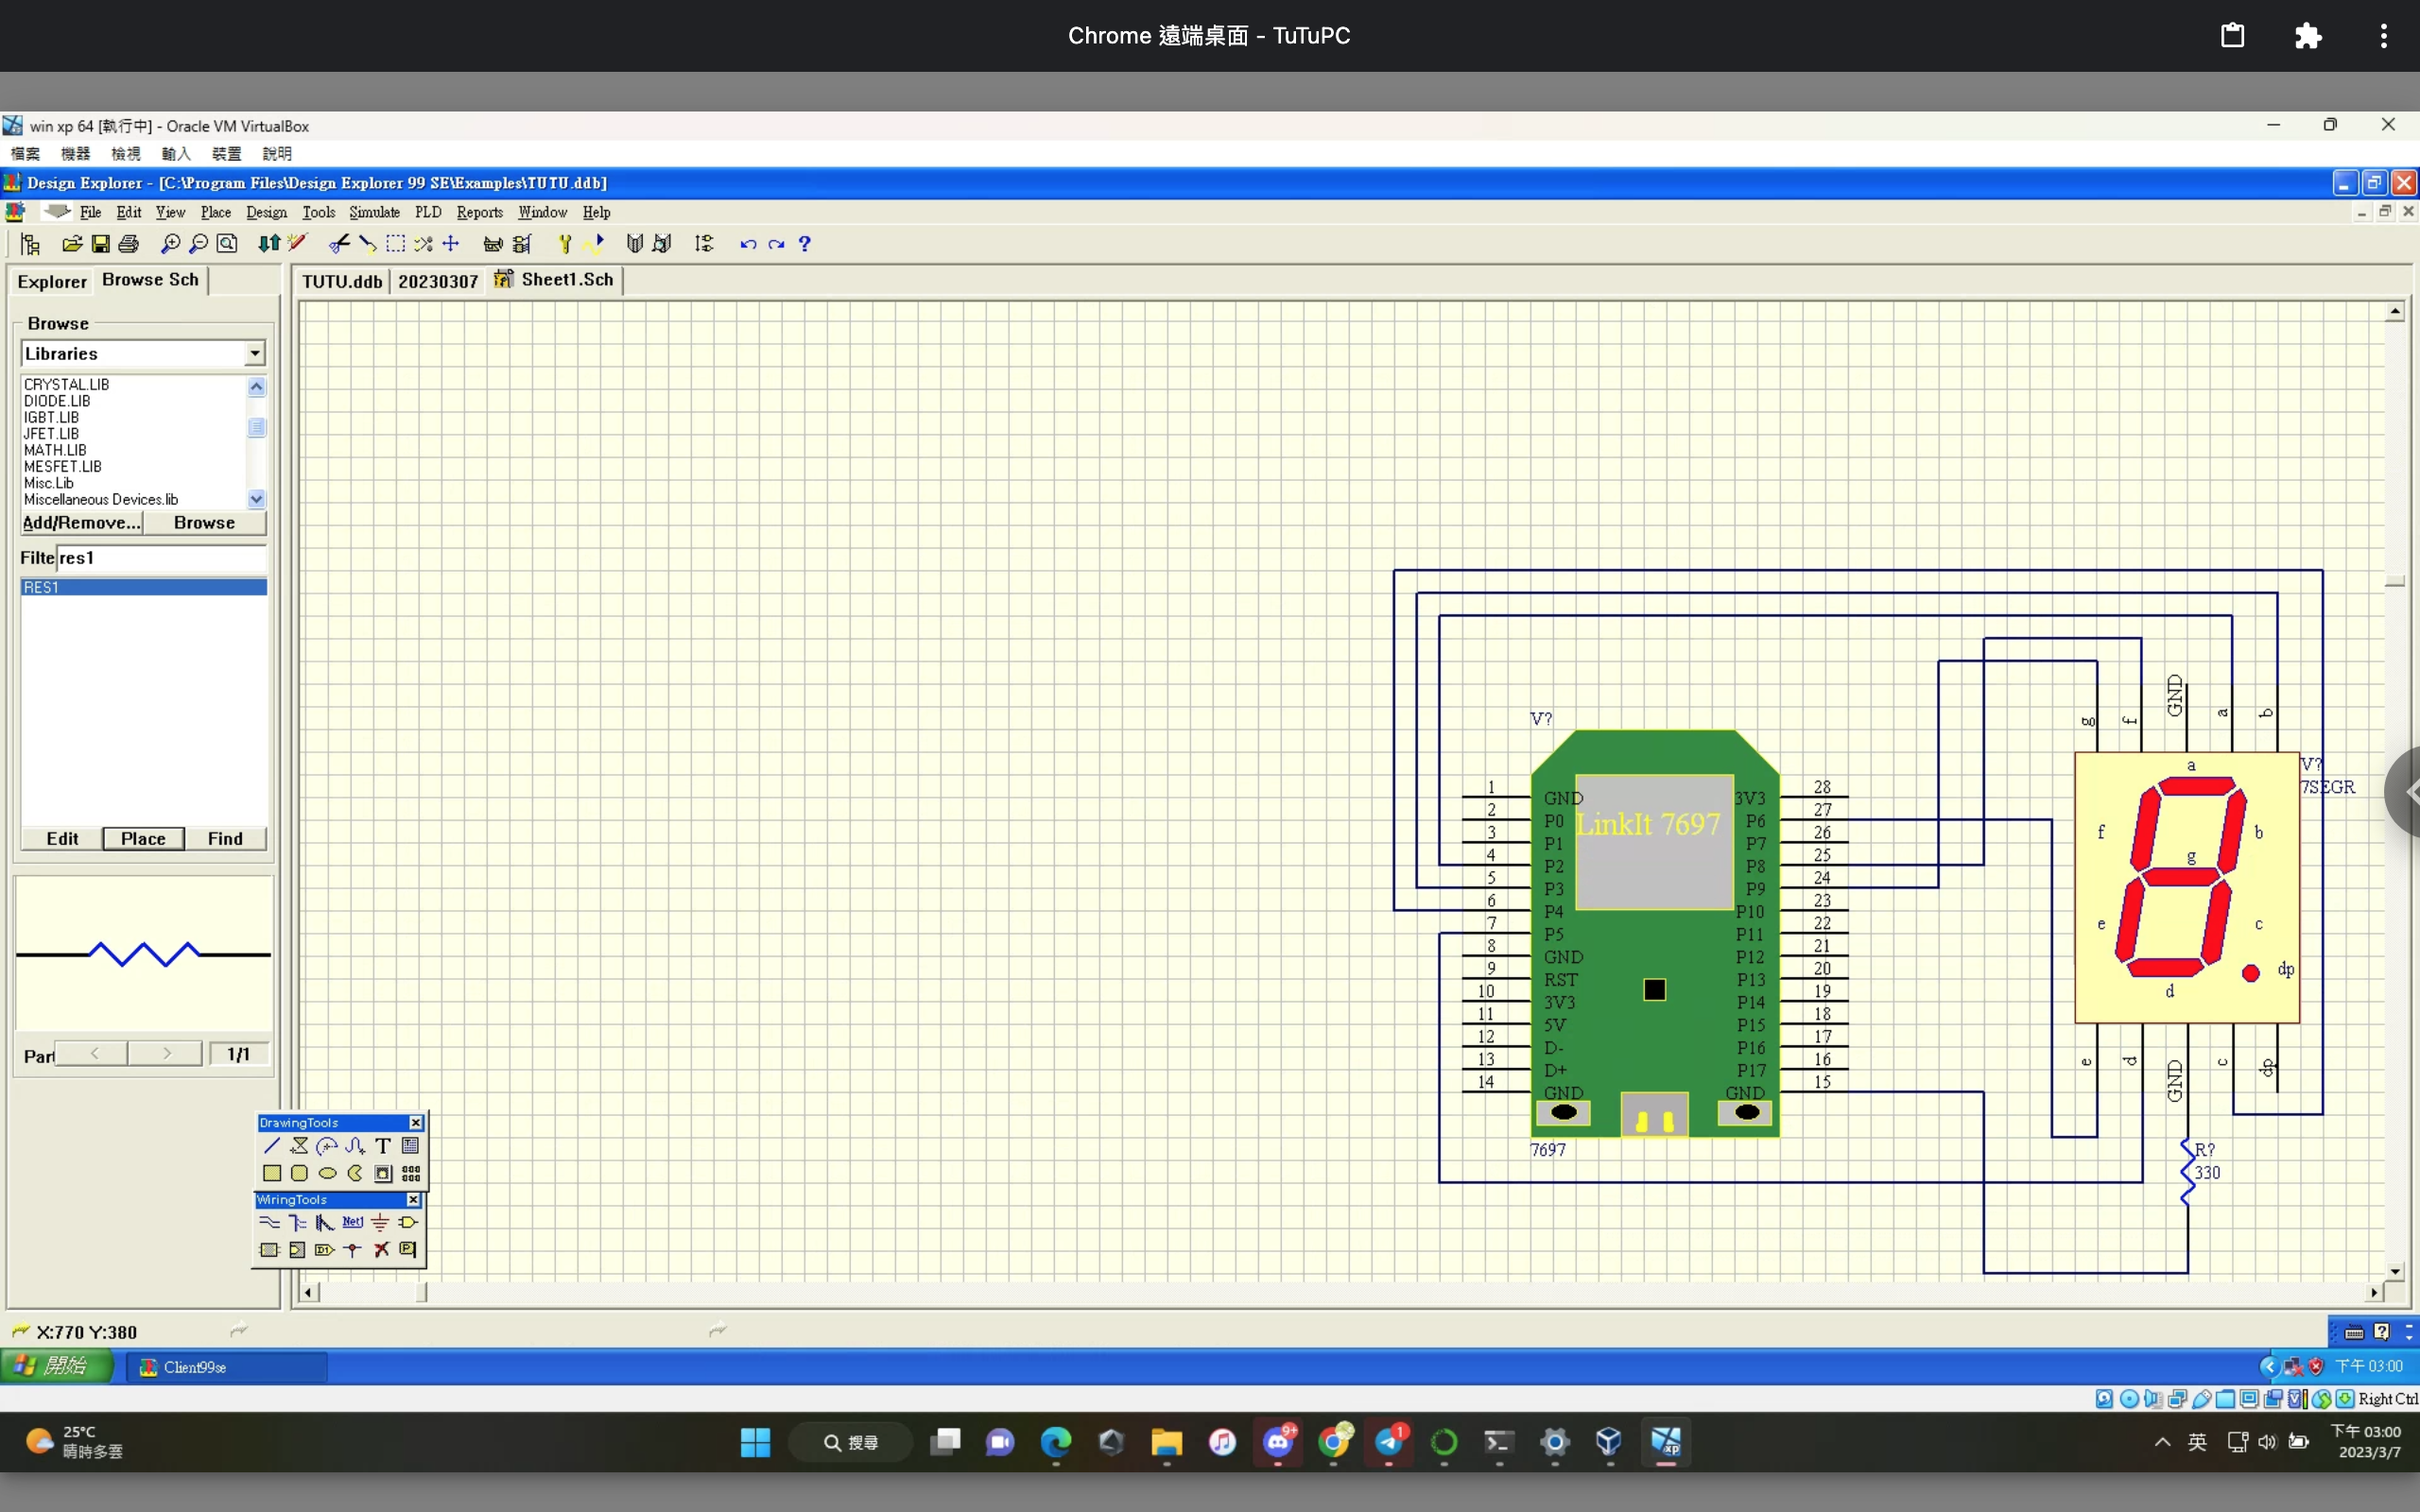 Chrome 遠端桌面 - TuTuPC
win xp 64 [執行中] - Oracle VM VirtualBox
檔案 機器 檢視 輸入 裝置 說明
Design Explorer - [C:\Program Files\Design Explorer 99 SE\Examples\TUTU.ddb]
File Edit View Place Design Tools Simulate PLD Reports Window Help
Explorer Browse Sch
TUTU.ddb 20230307 Sheet1.Sch
Browse
Libraries
CRYSTAL.LIB
DIODE.LIB
IGBT.LIB
JFET.LIB
MATH.LIB
MESFET.LIB
Misc.Lib
Miscellaneous Devices.lib
Add/Remove... Browse
Filte res1
RES1
Edit Place Find
Part < > 1/1
DrawingTools
T
WiringTools
Net1
D1
V?
LinkIt 7697
1 GND
2 P0
3 P1
4 P2
5 P3
6 P4
7 P5
8 GND
9 RST
10 3V3
11 5V
12 D-
13 D+
14 GND
28 3V3
27 P6
26 P7
25 P8
24 P9
23 P10
22 P11
21 P12
20 P13
19 P14
18 P15
17 P16
16 P17
15 GND
7697
g f GND a b
V?
7SEGR
a
f b
g
e c
dp
d
e d GND c dp
R?
330
X:770 Y:380
開始 Client99se 下午 03:00
Right Ctrl
25°C
晴時多雲
搜尋
9+
1
xp
英
下午 03:00
2023/3/7